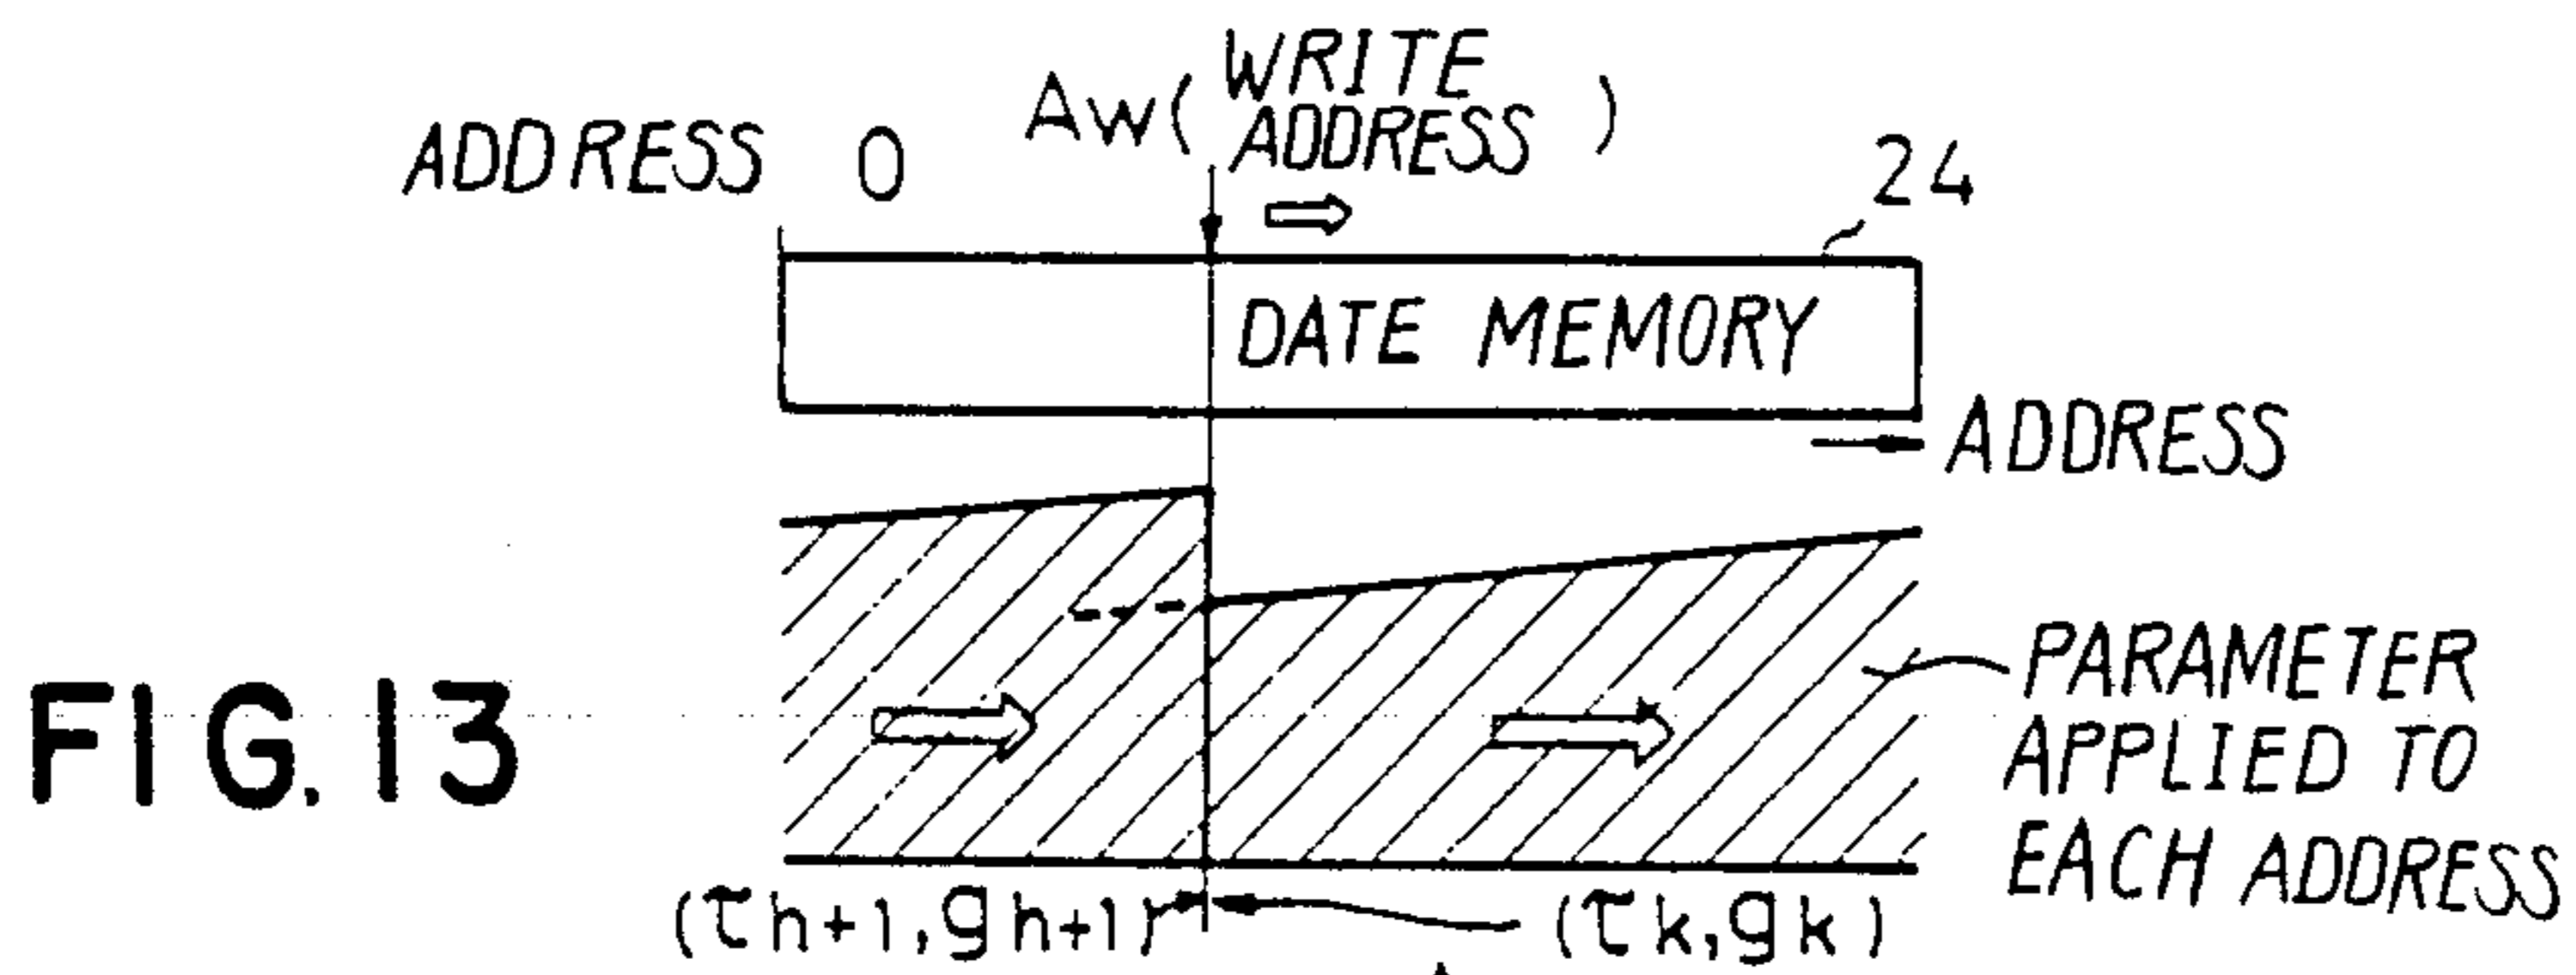 ADDRESS 0 Aw ( WRITE ADDRESS )
24
DATE MEMORY
ADDRESS
PARAMETER
APPLIED TO
EACH ADDRESS
FIG. 13
(τh+1, gh+1) (τk, gk)